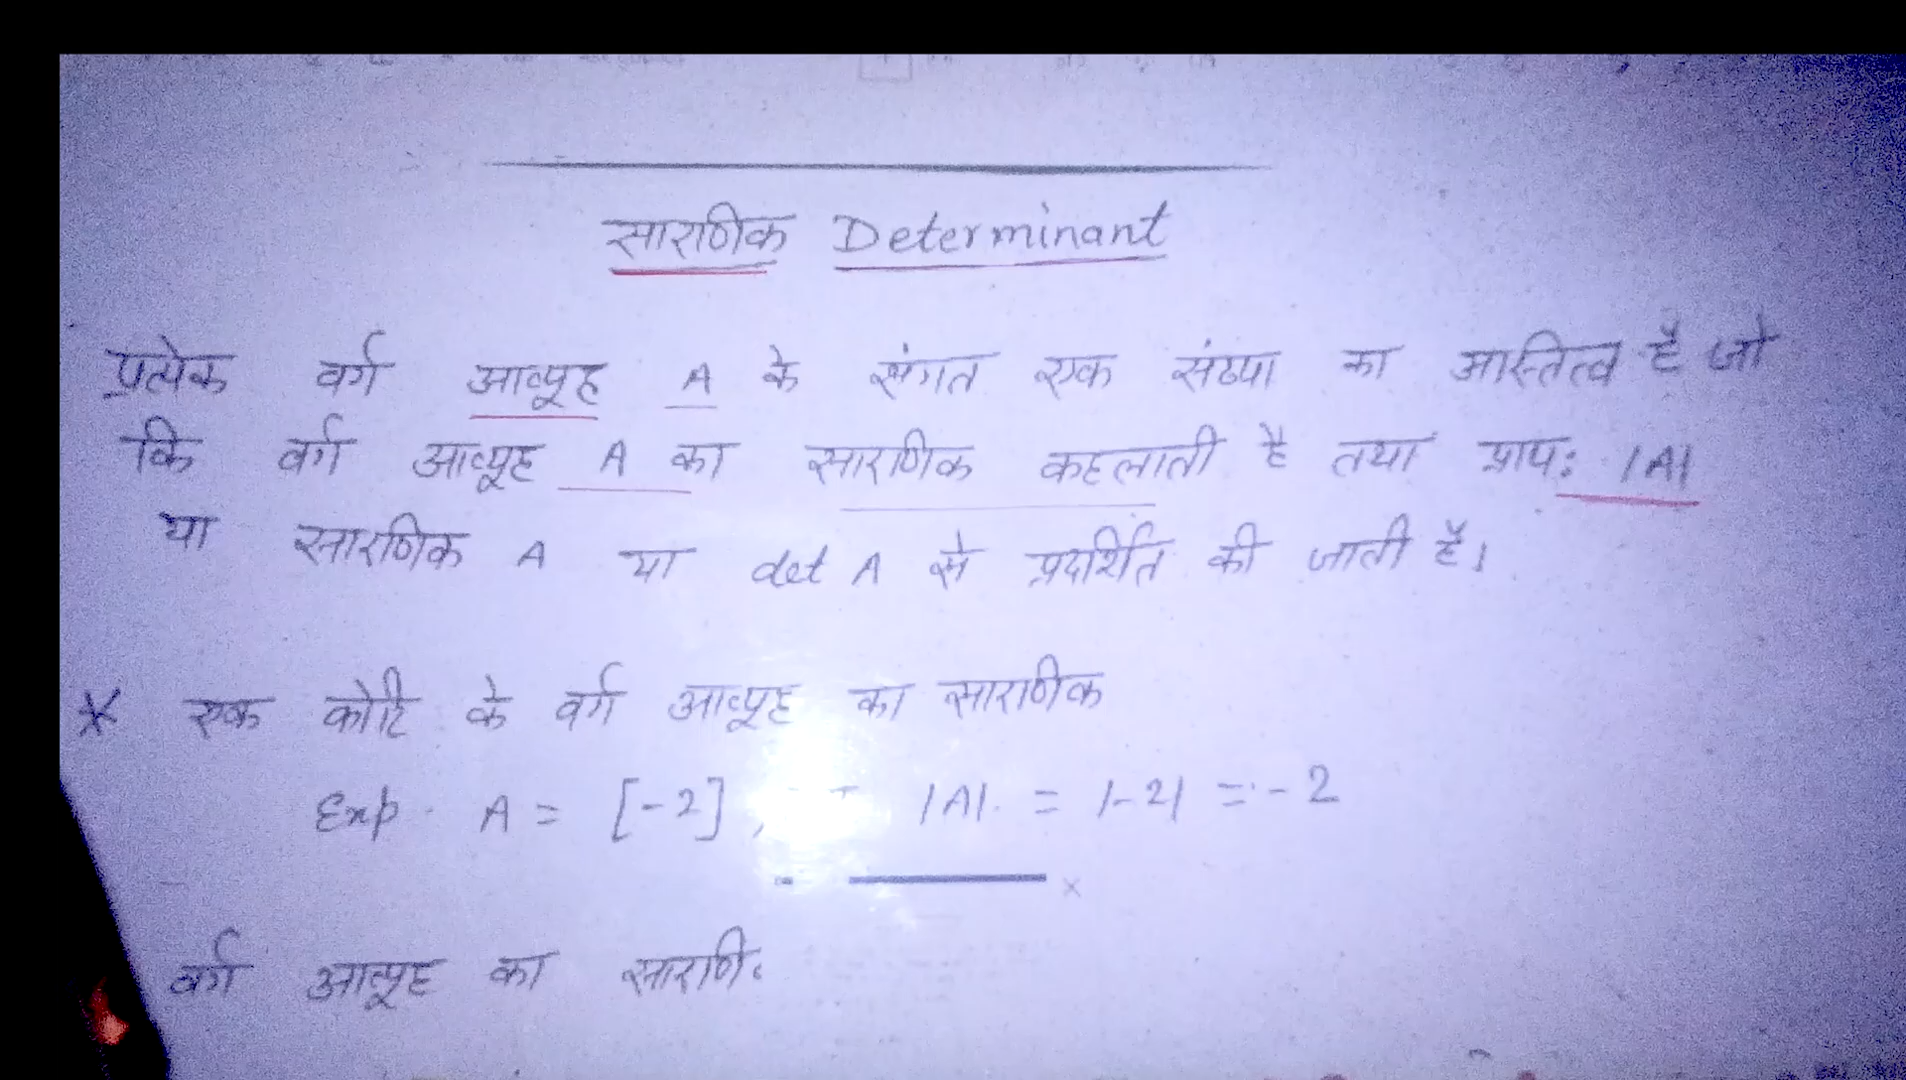 सारणिक Determinant
प्रत्येक वर्ग आव्यूह A के संगत एक संख्या का आस्तित्व है जो
कि वर्ग आव्यूह A का सारणिक कहलाती है तथा प्राय: |A|
या सारणिक A या det A से प्रदर्शित की जाती है।
* एक कोटि के वर्ग आव्यूह का सारणिक
Exp. A = [-2], |A|. = |-2| = -2
वर्ग आव्यूह का सारणि